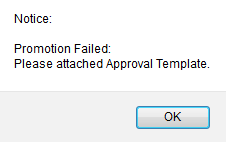 Notice:
Promotion Failed:
Please attached Approval Template.
OK